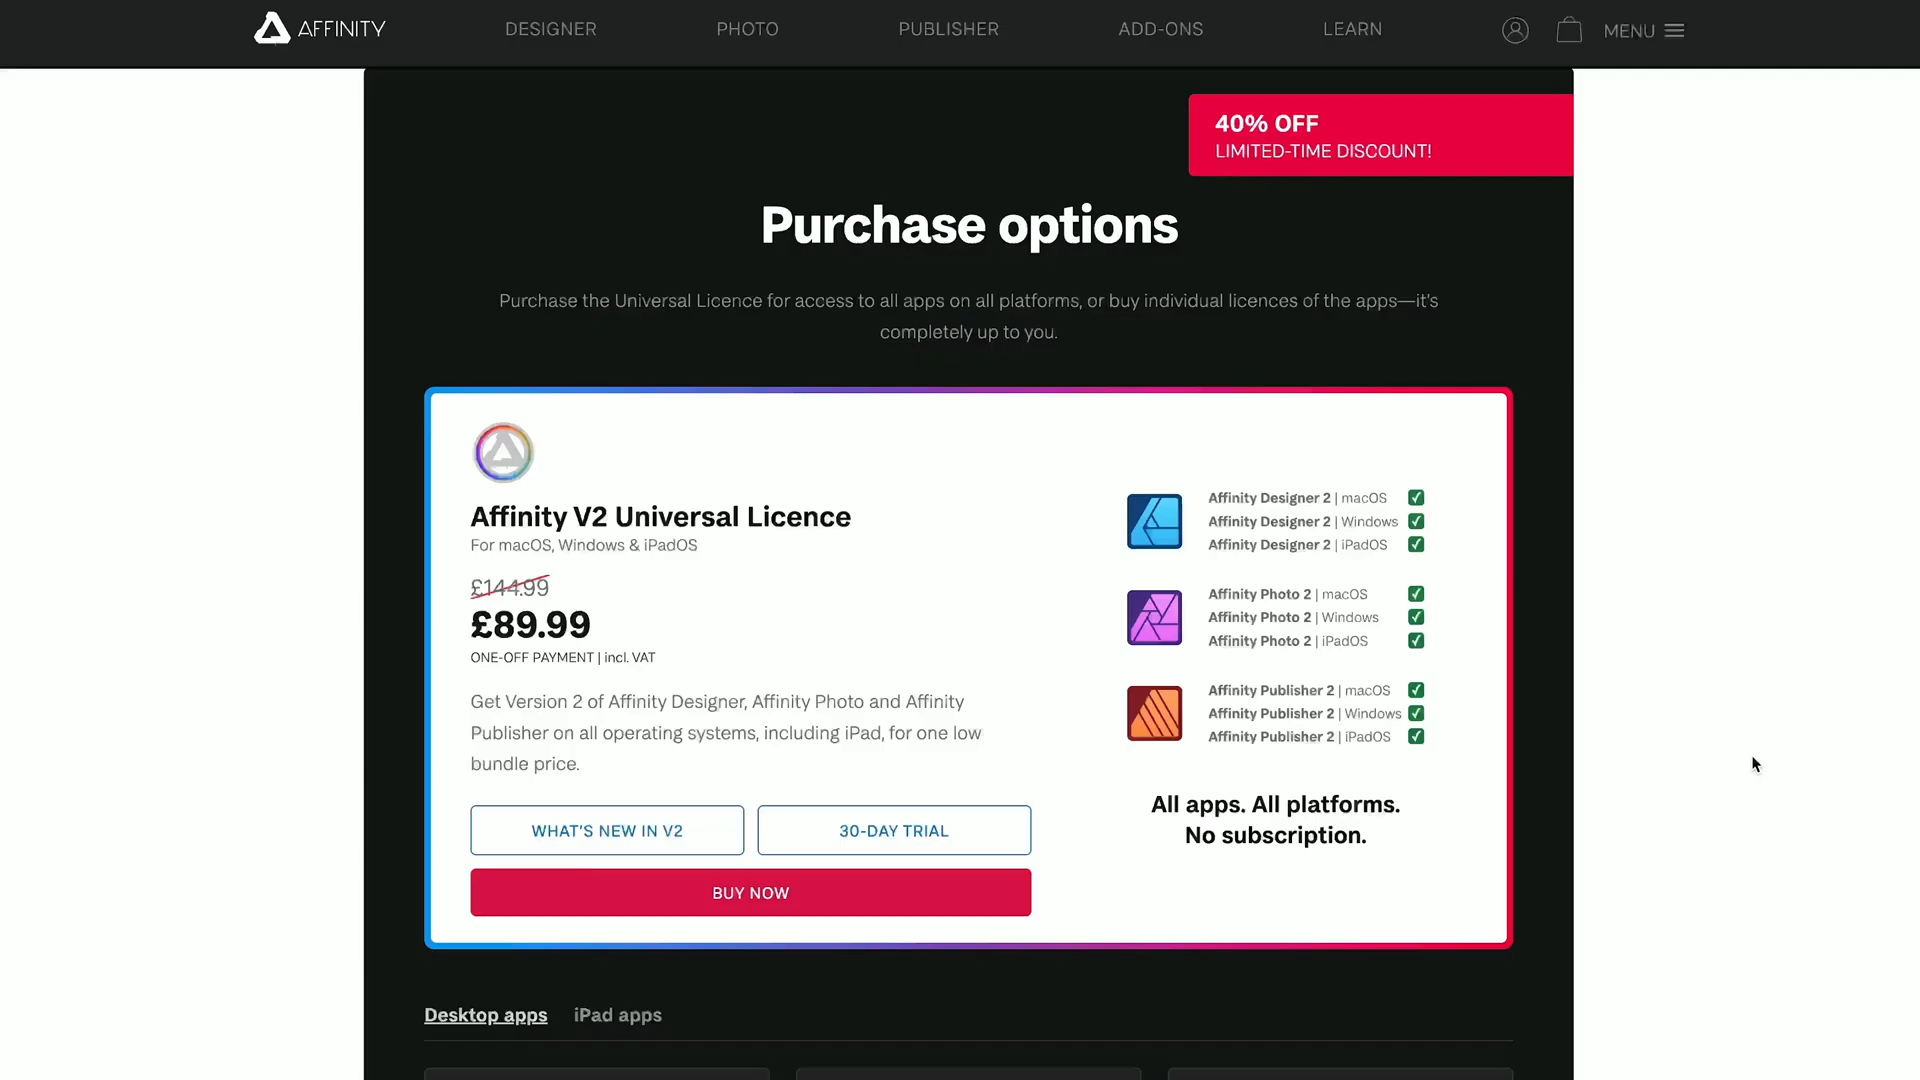 AFFINITY
DESIGNER
PHOTO
PUBLISHER
ADD-ONS
LEARN
MENU
40% OFF
LIMITED-TIME DISCOUNT!
Purchase options
Purchase the Universal Licence for access to all apps on all platforms, or buy individual licences of the apps—it's
completely up to you.
Affinity V2 Universal Licence
For macOS, Windows & iPadOS
£144.99
£89.99
ONE-OFF PAYMENT | incl. VAT
Get Version 2 of Affinity Designer, Affinity Photo and Affinity
Publisher on all operating systems, including iPad, for one low
bundle price.
WHAT'S NEW IN V2
30-DAY TRIAL
BUY NOW
Affinity Designer 2 | macOS
Affinity Designer 2 | Windows
Affinity Designer 2 | iPadOS
Affinity Photo 2 | macOS
Affinity Photo 2 | Windows
Affinity Photo 2 | iPadOS
Affinity Publisher 2 | macOS
Affinity Publisher 2 | Windows
Affinity Publisher 2 | iPadOS
All apps. All platforms.
No subscription.
Desktop apps
iPad apps